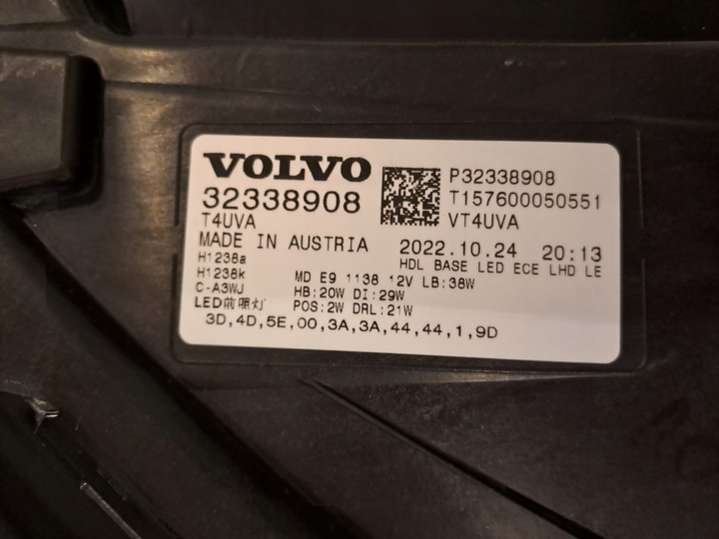 VOLVO
32338908
T4UVA
MADE IN AUSTRIA
P32338908
T157600050551
VT4UVA
2022.10.24 20:13
HDL BASE LED ECE LHD LE
H1238a
H1238k
C-A3WJ
LED前照灯
MD E9 1138 12V LB:38W
HB:20W DI:29W
POS:2W DRL:21W
3D,4D,5E,00,3A,3A,44,44,1,9D